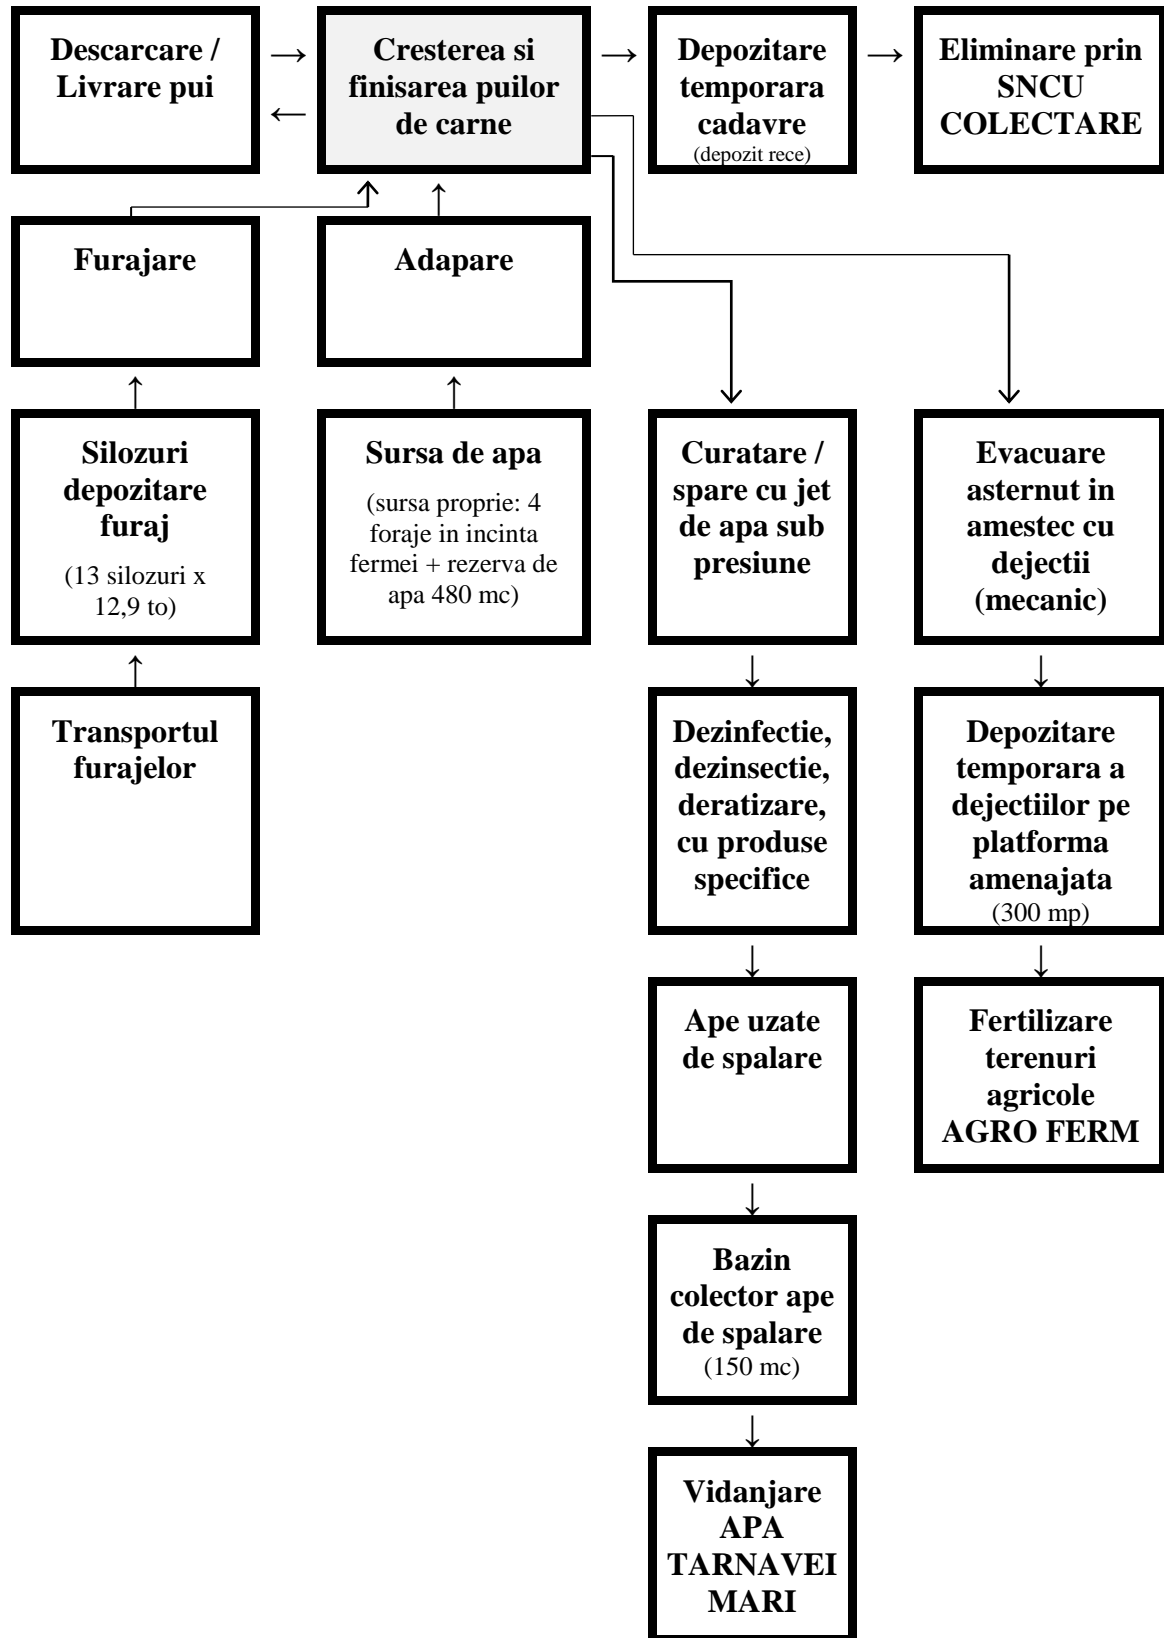 Descarcare /
Livrare pui
→
←
Cresterea si
finisarea puilor
de carne
→
Depozitare
temporara
cadavre
(depozit rece)
→
Eliminare prin
SNCU
COLECTARE
Furajare
Adapare
Silozuri
depozitare
furaj
(13 silozuri x
12,9 to)
Sursa de apa
(sursa proprie: 4
foraje in incinta
fermei + rezerva de
apa 480 mc)
Curatare /
spare cu jet
de apa sub
presiune
Evacuare
asternut in
amestec cu
dejectii
(mecanic)
Transportul
furajelor
Dezinfectie,
dezinsectie,
deratizare,
cu produse
specifice
Depozitare
temporara a
dejectiilor pe
platforma
amenajata
(300 mp)
Ape uzate
de spalare
Fertilizare
terenuri
agricole
AGRO FERM
Bazin
colector ape
de spalare
(150 mc)
Vidanjare
APA
TARNAVEI
MARI